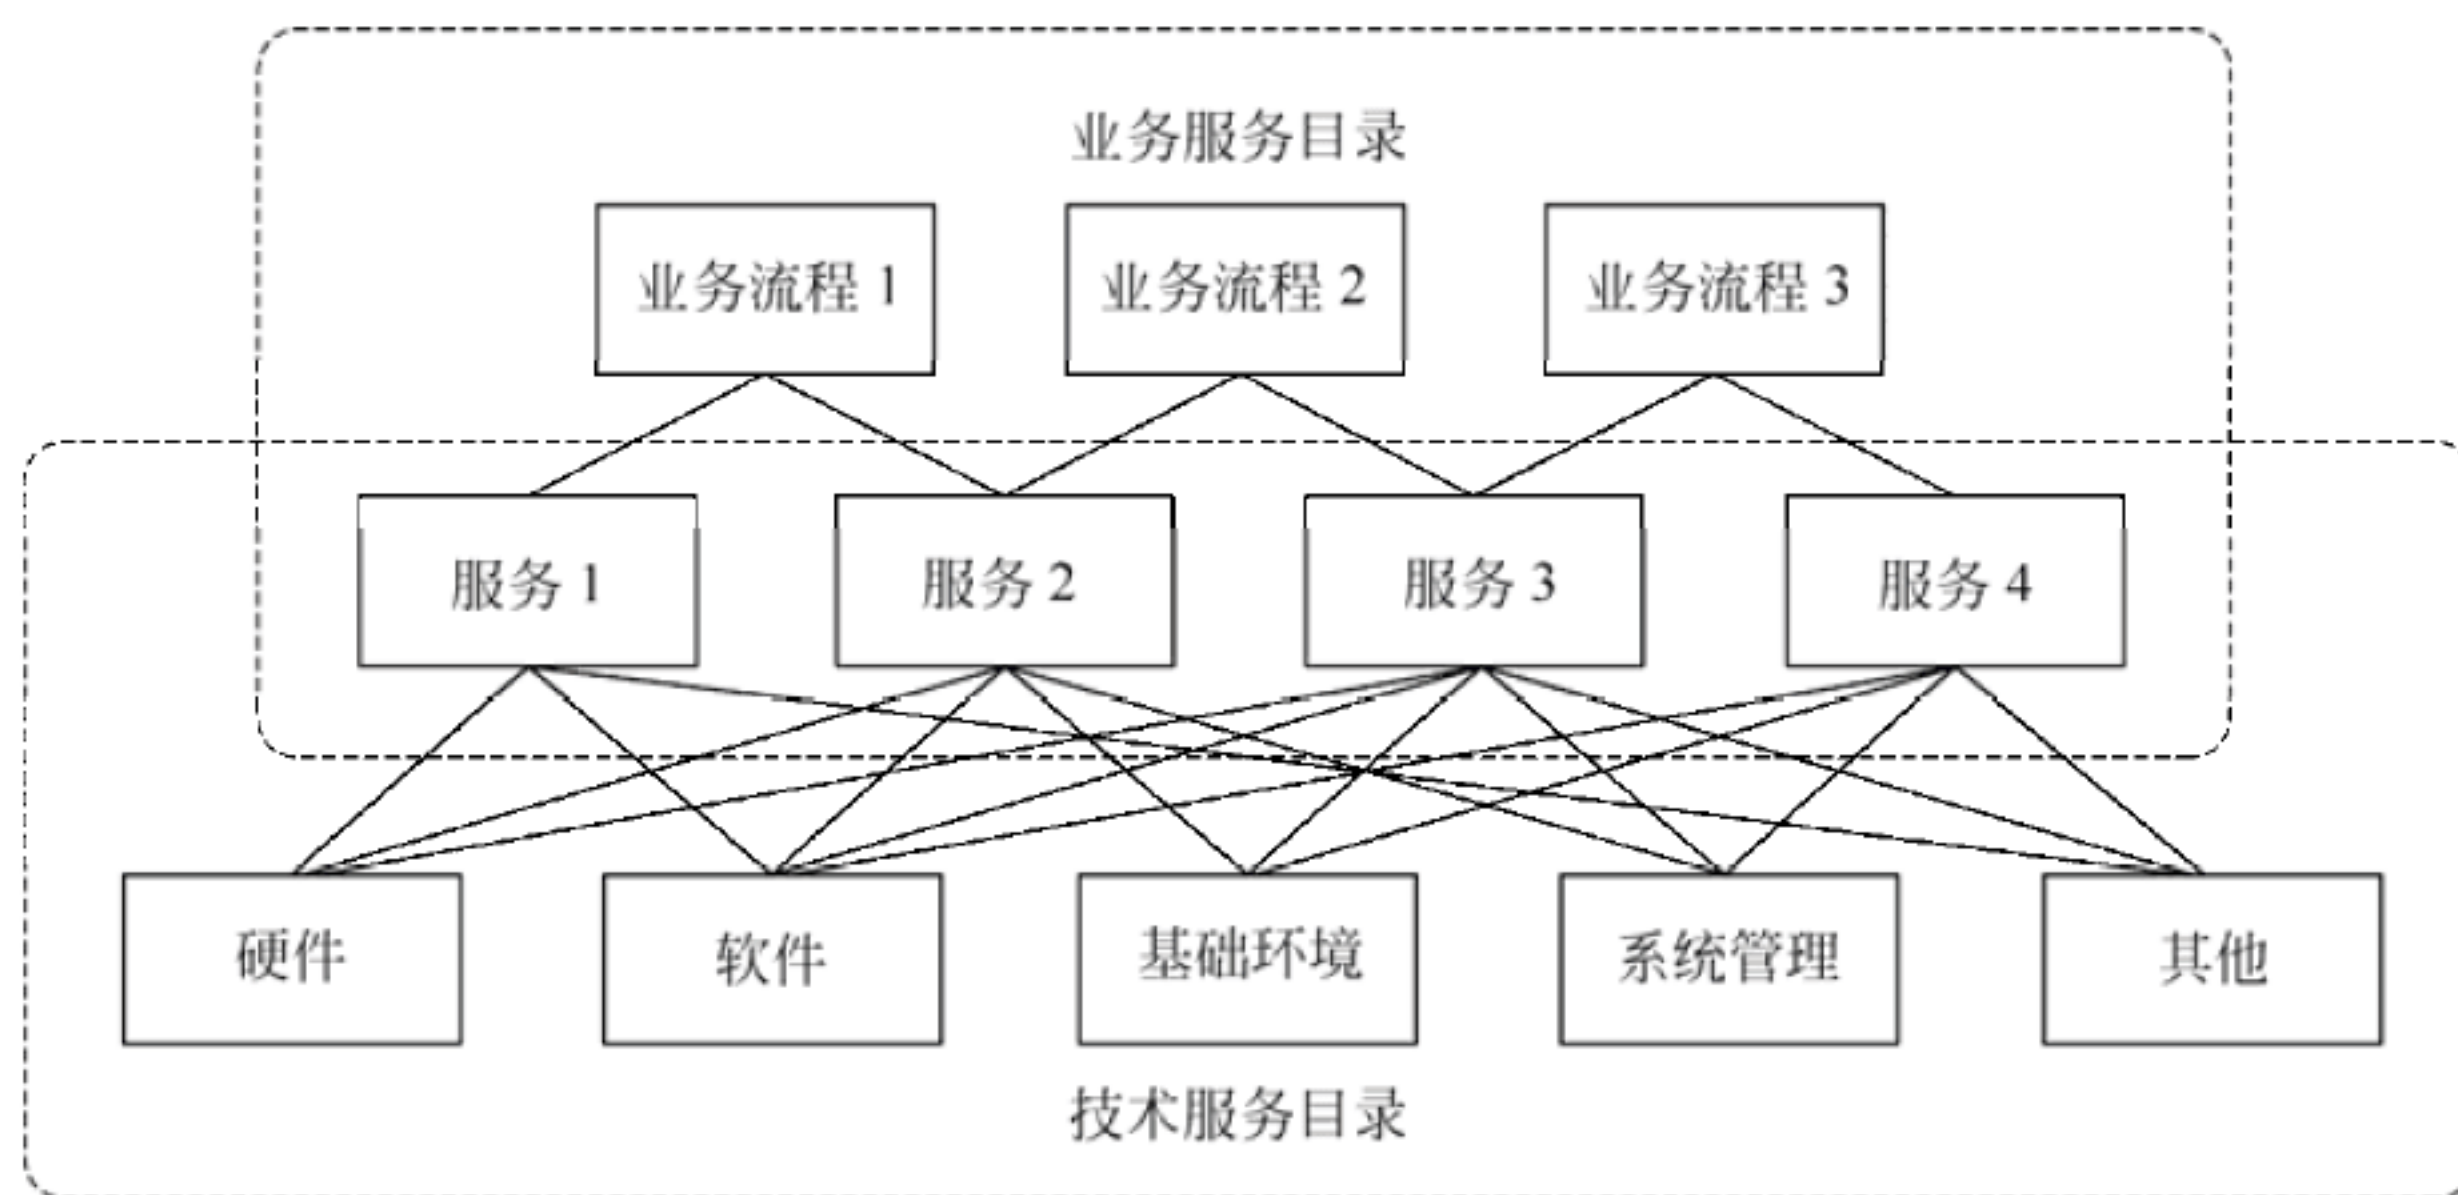 业务服务目录
业务流程 1
业务流程 2
业务流程 3
服务 1
服务 2
服务 3
服务 4
硬件
软件
基础环境
系统管理
其他
技术服务目录